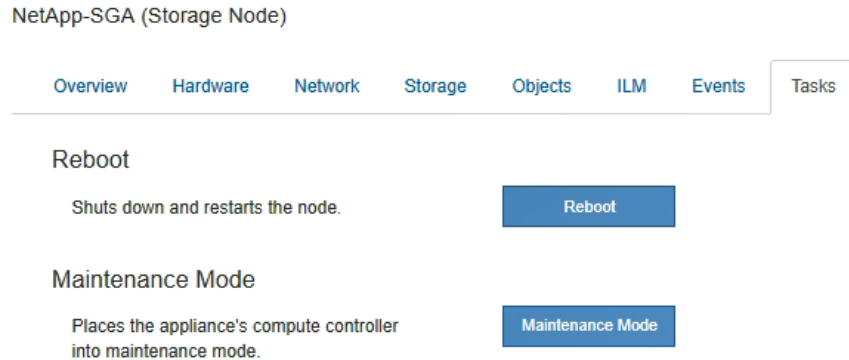 NetApp-SGA (Storage Node)
Overview Hardware Network Storage Objects ILM Events Tasks
Reboot
Shuts down and restarts the node. Reboot
Maintenance Mode
Places the appliance's compute controller Maintenance Mode
into maintenance mode.